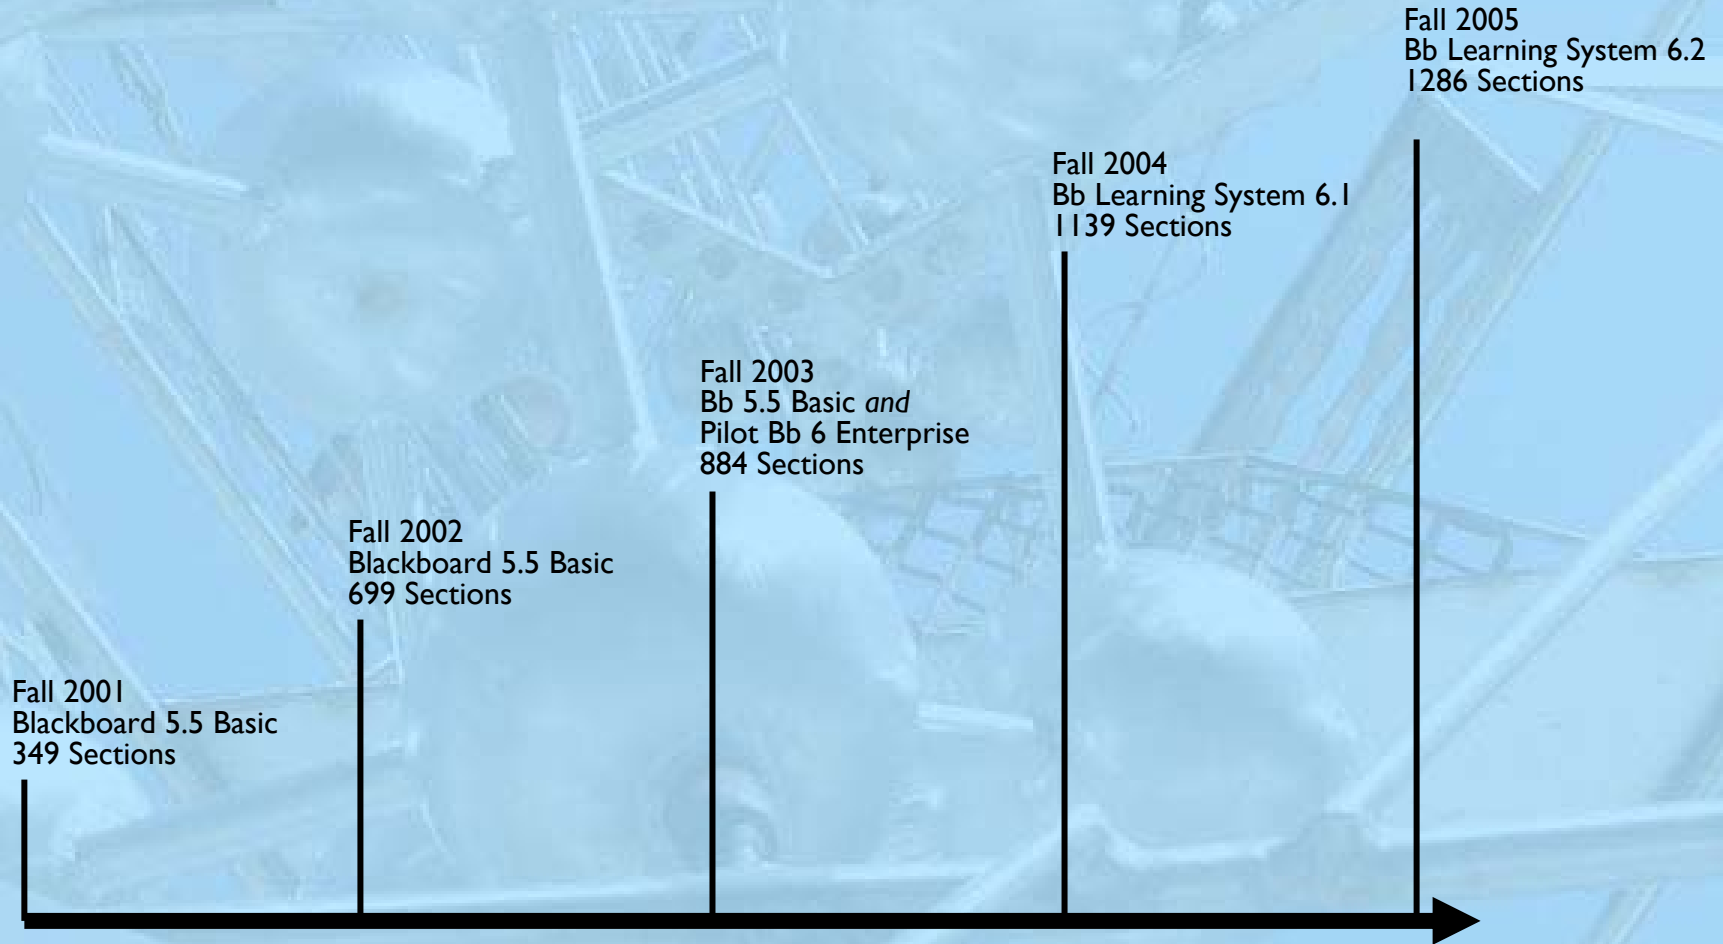 Fall 2005
Bb Learning System 6.2
1286 Sections
Fall 2004
Bb Learning System 6.1
1139 Sections
Fall 2003
Bb 5.5 Basic and
Pilot Bb 6 Enterprise
884 Sections
Fall 2002
Blackboard 5.5 Basic
699 Sections
Fall 2001
Blackboard 5.5 Basic
349 Sections